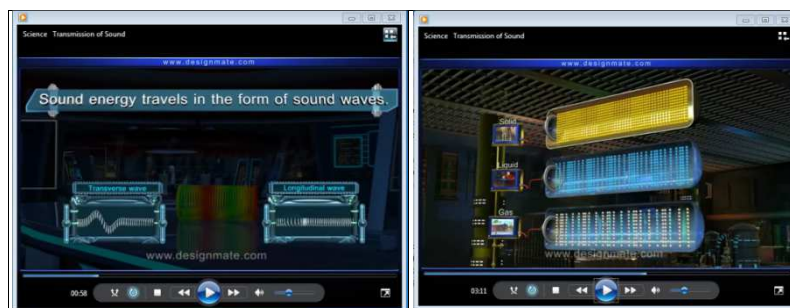 Science Transmission of Sound
www.designmate.com
Sound energy travels in the form of sound waves.
Transverse wave
Longitudinal wave
www.designmate.com
00:58
Science Transmission of Sound
www.designmate.com
Solid
Liquid
Gas
www.designmate.com
03:11